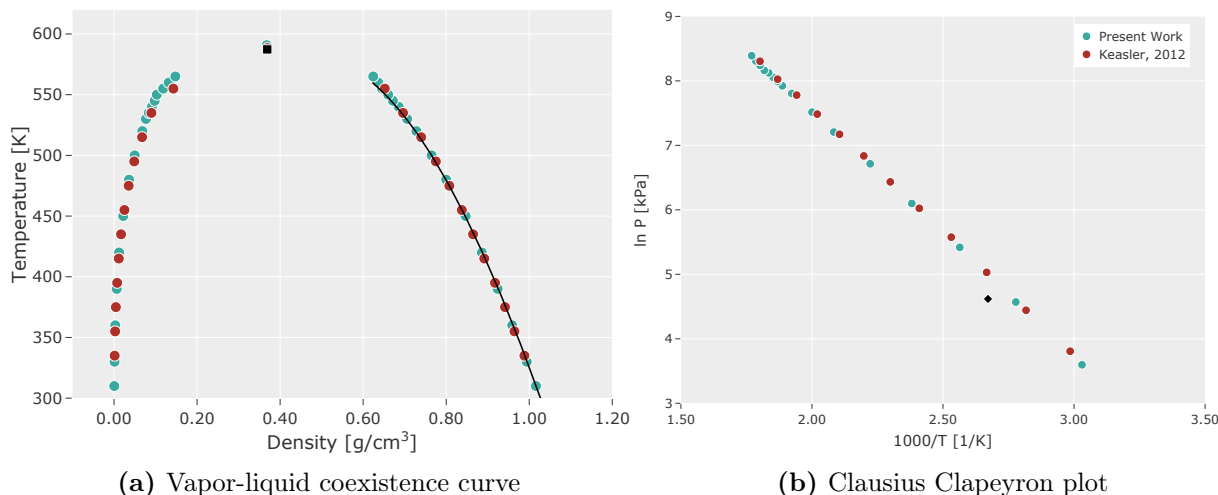 600
550
500
450
400
350
300
Temperature [K]
0.00 0.20 0.40 0.60 0.80 1.00 1.20
Density [g/cm³]
(a) Vapor-liquid coexistence curve
9
8
7
6
5
4
3
ln P [kPa]
Present Work
Keasler, 2012
1.50 2.00 2.50 3.00 3.50
1000/T [1/K]
(b) Clausius Clapeyron plot